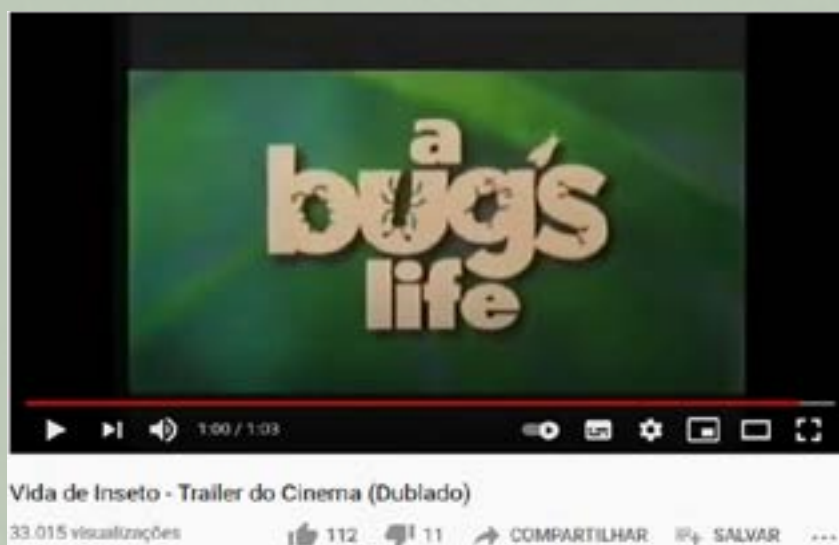 a
bug's
life
1:00 / 1:03
Vida de Inseto - Trailer do Cinema (Dublado)
33.015 visualizações 112 11 COMPARTILHAR SALVAR ...